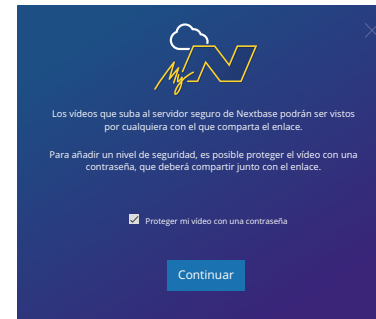 My N
Los vídeos que suba al servidor seguro de Nextbase podrán ser vistos
por cualquiera con el que comparta el enlace.
Para añadir un nivel de seguridad, es posible proteger el vídeo con una
contraseña, que deberá compartir junto con el enlace.
Proteger mi vídeo con una contraseña
Continuar